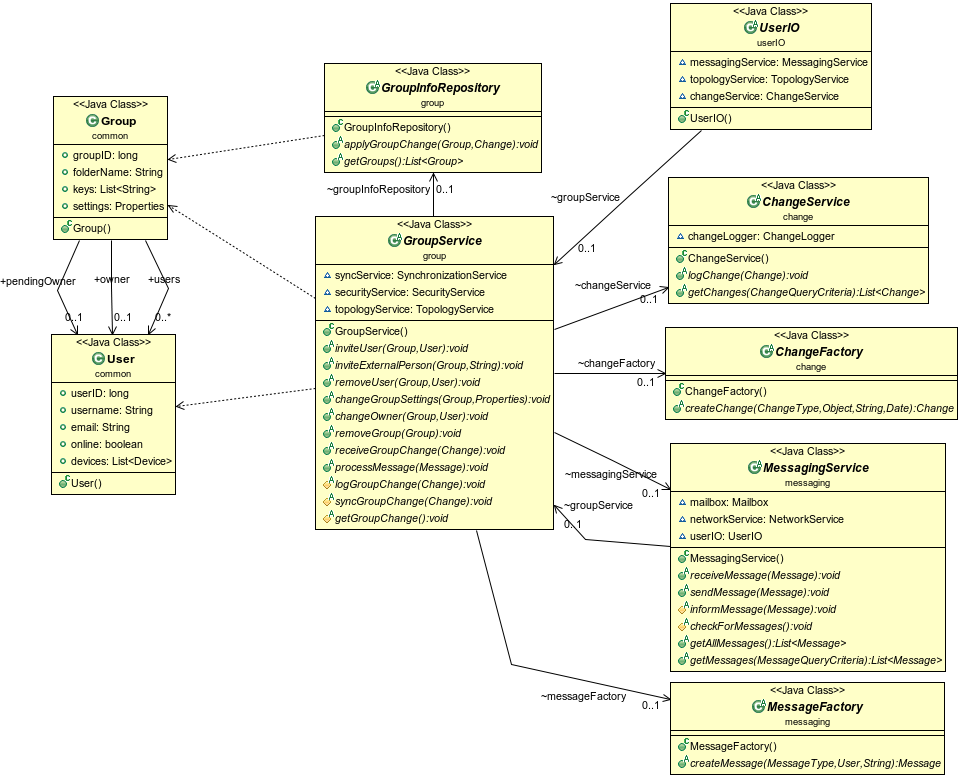 <<Java Class>>
UserIO
userIO
messagingService: MessagingService
topologyService: TopologyService
changeService: ChangeService
UserIO()
<<Java Class>>
GroupInfoRepository
group
GroupInfoRepository()
applyGroupChange(Group,Change):void
getGroups():List<Group>
<<Java Class>>
Group
common
groupID: long
folderName: String
keys: List<String>
settings: Properties
Group()
~groupInfoRepository
0..1
~groupService
0..1
<<Java Class>>
ChangeService
change
changeLogger: ChangeLogger
ChangeService()
logChange(Change):void
getChanges(ChangeQueryCriteria):List<Change>
<<Java Class>>
GroupService
group
syncService: SynchronizationService
securityService: SecurityService
topologyService: TopologyService
GroupService()
inviteUser(Group,User):void
inviteExternalPerson(Group,String):void
removeUser(Group,User):void
changeGroupSettings(Group,Properties):void
changeOwner(Group,User):void
removeGroup(Group):void
receiveGroupChange(Change):void
processMessage(Message):void
logGroupChange(Change):void
syncGroupChange(Change):void
getGroupChange():void
+pendingOwner
+owner
+users
0..1
0..1
0..*
~changeService
0..1
<<Java Class>>
User
common
userID: long
username: String
email: String
online: boolean
devices: List<Device>
User()
<<Java Class>>
ChangeFactory
change
ChangeFactory()
createChange(ChangeType,Object,String,Date):Change
~changeFactory
0..1
<<Java Class>>
MessagingService
messaging
mailbox: Mailbox
networkService: NetworkService
userIO: UserIO
MessagingService()
receiveMessage(Message):void
sendMessage(Message):void
informMessage(Message):void
checkForMessages():void
getAllMessages():List<Message>
getMessages(MessageQueryCriteria):List<Message>
~messagingService
0..1
~groupService
0..1
<<Java Class>>
MessageFactory
messaging
MessageFactory()
createMessage(MessageType,User,String):Message
~messageFactory
0..1